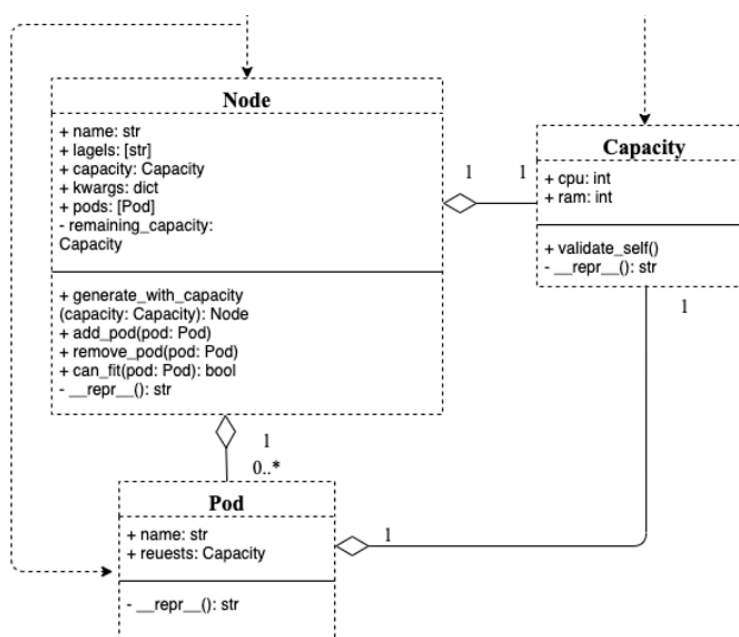 Node
+ name: str
+ lagels: [str]
+ capacity: Capacity
+ kwargs: dict
+ pods: [Pod]
- remaining_capacity:
Capacity
+ generate_with_capacity
(capacity: Capacity): Node
+ add_pod(pod: Pod)
+ remove_pod(pod: Pod)
+ can_fit(pod: Pod): bool
- __repr__(): str
1
1
Capacity
+ cpu: int
+ ram: int
+ validate_self()
- __repr__(): str
1
1
0..*
Pod
+ name: str
+ reuests: Capacity
- __repr__(): str
1